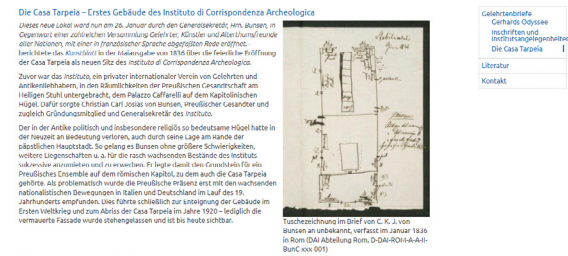 Die Casa Tarpeia – Erstes Gebäude des Instituto di Corrispondenza Archeologica
Dieses neue Lokal ward nun am 26. Januar durch den Generalsekretär, Hrn. Bunsen, in
Gegenwart einer zahlreichen Versammlung Gelehrter, Künstler und Alterthumsfreunde
aller Nationen, mit einer in französischer Sprache abgefaßten Rede eröffnet.
berichtete das Kunstblatt in der Maiausgabe von 1836 über die feierliche Eröffnung
der Casa Tarpeia als neuen Sitz des Instituto di Corrispondenza Archeologica.
Zuvor war das Instituto, ein privater internationaler Verein von Gelehrten und
Antikenliebhabern, in den Räumlichkeiten der Preußischen Gesandtschaft am
Heiligen Stuhl untergebracht, dem Palazzo Caffarelli auf dem Kapitolinischen
Hügel. Dafür sorgte Christian Carl Josias von Bunsen, Preußischer Gesandter und
zugleich Gründungsmitglied und Generalsekretär des Instituto.
Der in der Antike politisch und insbesondere religiös so bedeutsame Hügel hatte in
der Neuzeit an Bedeutung verloren, auch durch seine Lage am Rande der
päpstlichen Hauptstadt. So gelang es Bunsen ohne größere Schwierigkeiten,
weitere Liegenschaften u. a. für die rasch wachsenden Bestände des Instituts
sukzessive anzumieten und zu erwerben. Er legte damit den Grundstein für ein
Preußisches Ensemble auf dem römischen Kapitol, zu dem auch die Casa Tarpeia
gehörte. Als problematisch wurde die Preußische Präsenz erst mit den wachsenden
nationalistischen Bewegungen in Italien und Deutschland im Lauf des 19.
Jahrhunderts empfunden. Dies führte schließlich zur Enteignung der Gebäude im
Ersten Weltkrieg und zum Abriss der Casa Tarpeia im Jahre 1920 – lediglich die
vermauerte Fassade wurde stehengelassen und ist bis heute sichtbar.
Tuschezeichnung im Brief von C. K. J. von
Bunsen an unbekannt, verfasst im Januar 1836
in Rom (DAI Abteilung Rom, D-DAI-ROM-A-A-II-
BunC xxx 001)
Gelehrtenbriefe
Gerhards Odyssee
Inschriften und
Institutsangelegenheiten
Die Casa Tarpeia
Literatur
Kontakt